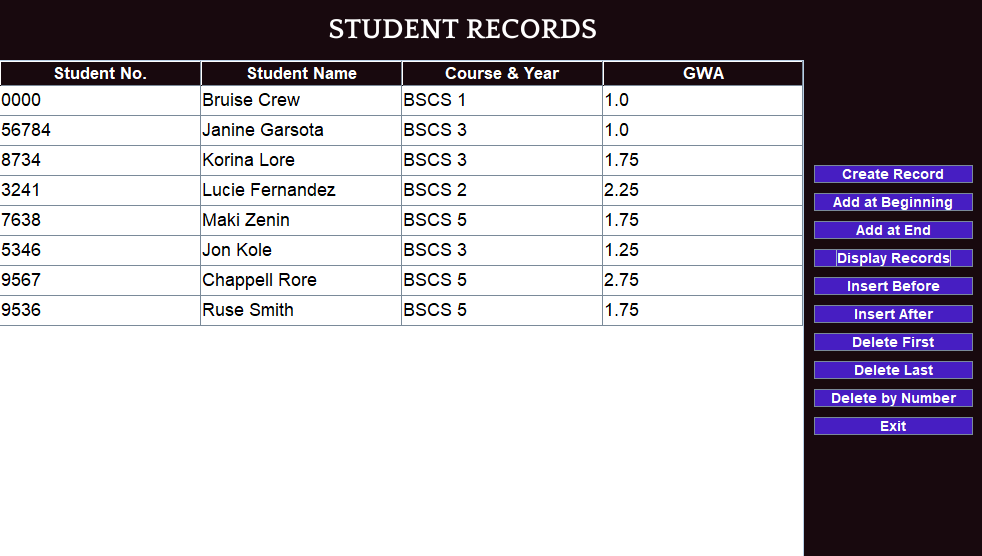 STUDENT RECORDS
Student No. Student Name Course & Year GWA
0000 Bruise Crew BSCS 1 1.0
56784 Janine Garsota BSCS 3 1.0
8734 Korina Lore BSCS 3 1.75
3241 Lucie Fernandez BSCS 2 2.25
7638 Maki Zenin BSCS 5 1.75
5346 Jon Kole BSCS 3 1.25
9567 Chappell Rore BSCS 5 2.75
9536 Ruse Smith BSCS 5 1.75
Create Record
Add at Beginning
Add at End
Display Records
Insert Before
Insert After
Delete First
Delete Last
Delete by Number
Exit